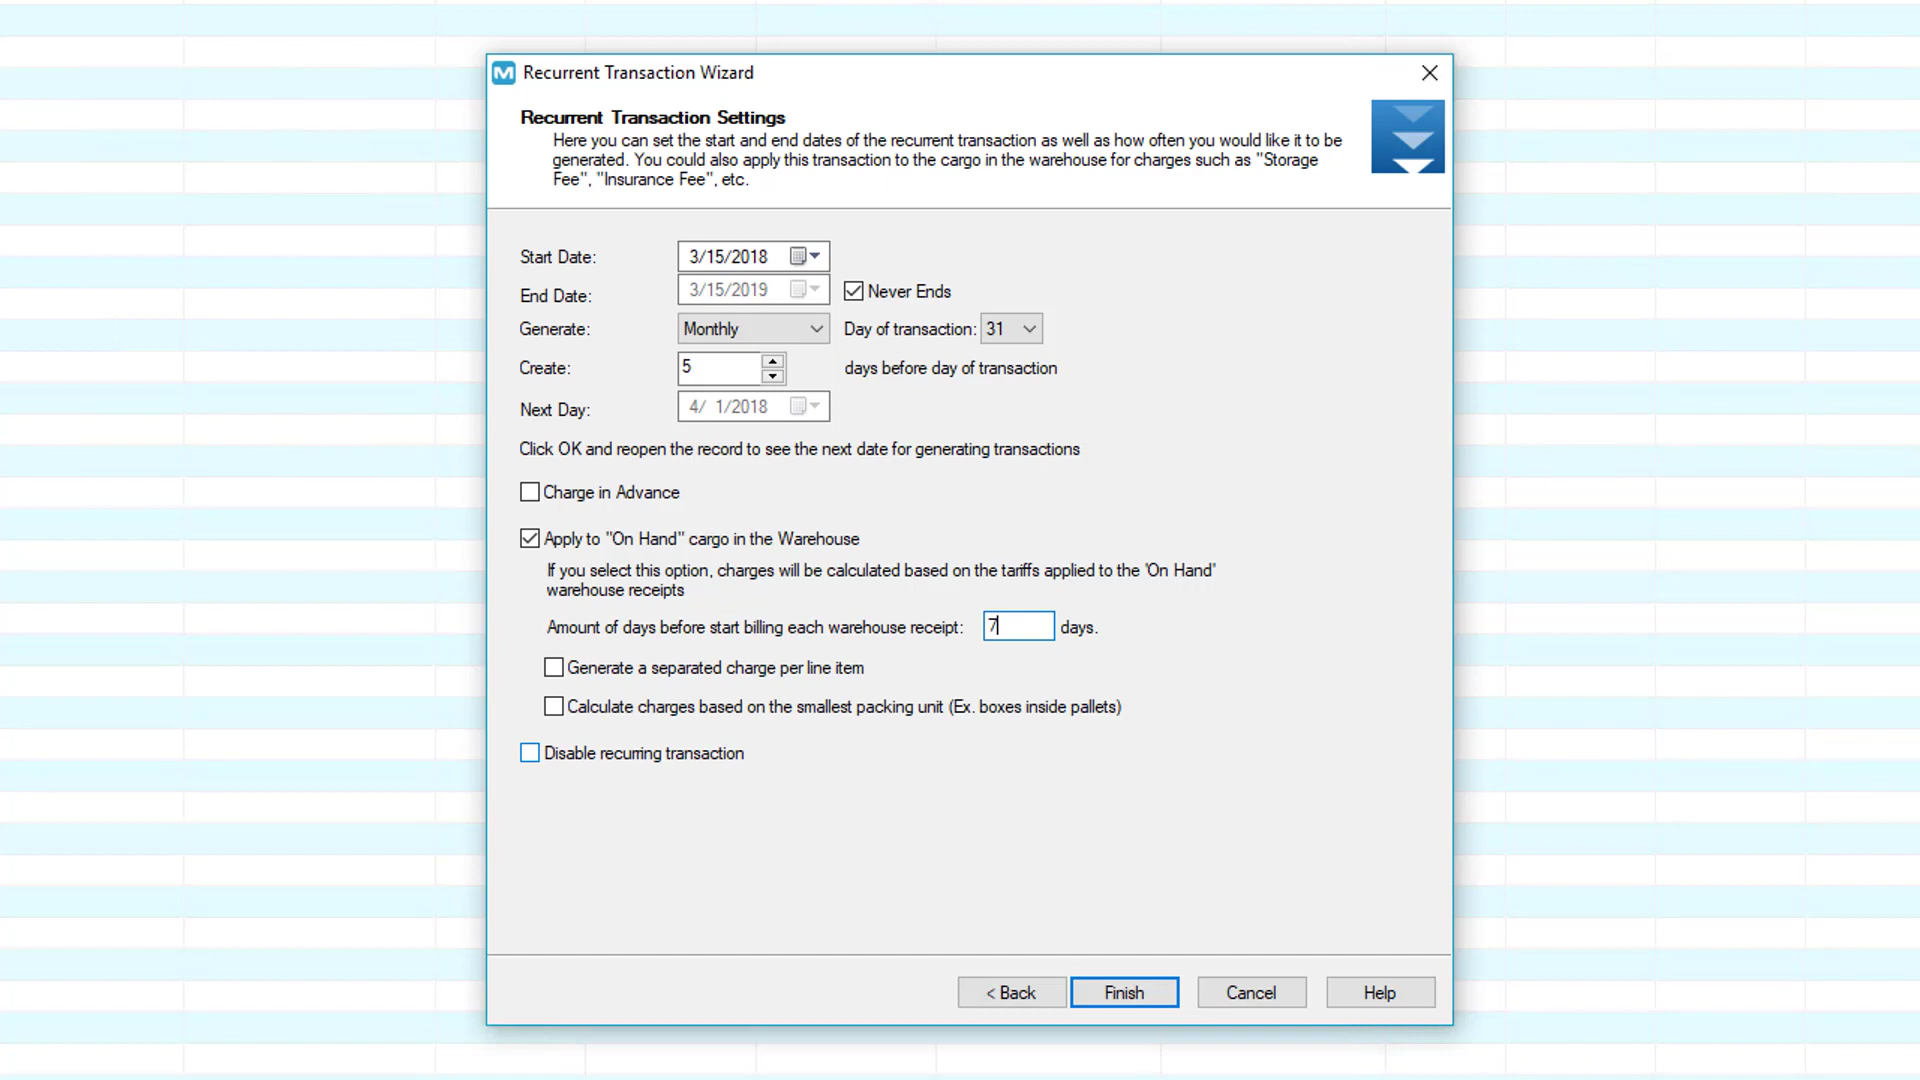 Recurrent Transaction Wizard
Recurrent Transaction Settings
Here you can set the start and end dates of the recurrent transaction as well as how often you would like it to be
generated. You could also apply this transaction to the cargo in the warehouse for charges such as "Storage
Fee", "Insurance Fee", etc.
Start Date: 3/15/2018
End Date: 3/15/2019 Never Ends
Generate: Monthly Day of transaction: 31
Create: 5 days before day of transaction
Next Day: 4/ 1/2018
Click OK and reopen the record to see the next date for generating transactions
Charge in Advance
Apply to "On Hand" cargo in the Warehouse
If you select this option, charges will be calculated based on the tariffs applied to the 'On Hand'
warehouse receipts
Amount of days before start billing each warehouse receipt: 7 days.
Generate a separated charge per line item
Calculate charges based on the smallest packing unit (Ex. boxes inside pallets)
Disable recurring transaction
< Back Finish Cancel Help